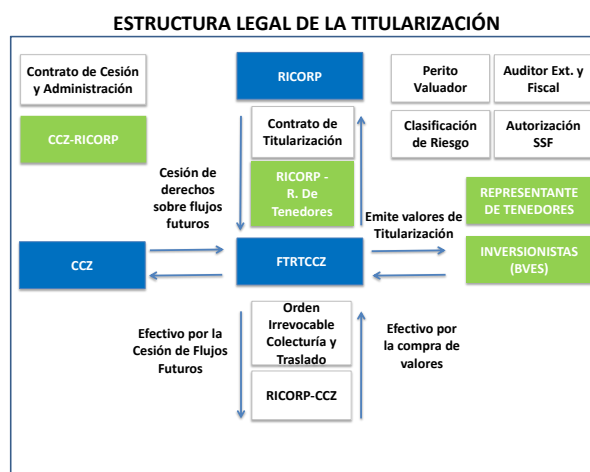 ESTRUCTURA LEGAL DE LA TITULARIZACIÓN
Contrato de Cesión
y Administración
RICORP
Perito
Valuador
Auditor Ext. y
Fiscal
CCZ-RICORP
Contrato de
Titularización
Clasificación
de Riesgo
Autorización
SSF
Cesión de
derechos
sobre flujos
futuros
RICORP -
R. De
Tenedores
Emite valores de
Titularización
REPRESENTANTE
DE TENEDORES
CCZ
FTRTCCZ
INVERSIONISTAS
(BVES)
Efectivo por la
Cesión de Flujos
Futuros
Orden
Irrevocable
Colecturía y
Traslado
Efectivo por
la compra de
valores
RICORP-CCZ